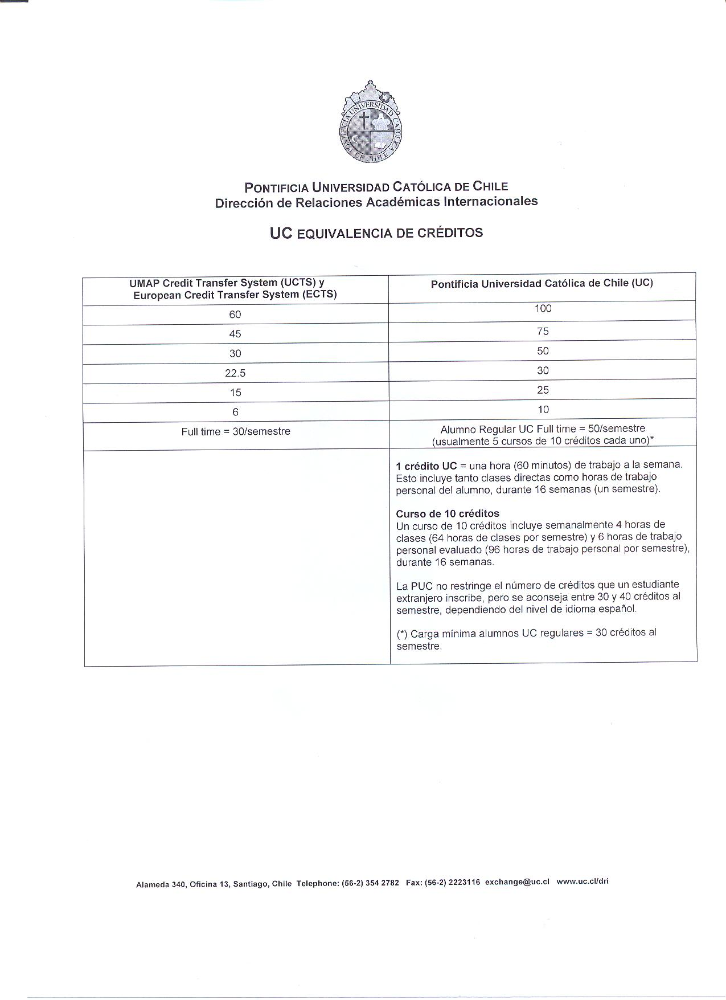 PONTIFICIA UNIVERSIDAD CATOLICA DE CHILE
PONTIFICIA UNIVERSIDAD CATÓLICA DE CHILE
Dirección de Relaciones Académicas Internacionales
UC EQUIVALENCIA DE CRÉDITOS
UMAP Credit Transfer System (UCTS) y
European Credit Transfer System (ECTS)
Pontificia Universidad Católica de Chile (UC)
60
100
45
75
30
50
22.5
30
15
25
6
10
Full time = 30/semestre
Alumno Regular UC Full time = 50/semestre
(usualmente 5 cursos de 10 créditos cada uno)*
1 crédito UC = una hora (60 minutos) de trabajo a la semana.
Esto incluye tanto clases directas como horas de trabajo
personal del alumno, durante 16 semanas (un semestre).
Curso de 10 créditos
Un curso de 10 créditos incluye semanalmente 4 horas de
clases (64 horas de clases por semestre) y 6 horas de trabajo
personal evaluado (96 horas de trabajo personal por semestre),
durante 16 semanas.
La PUC no restringe el número de créditos que un estudiante
extranjero inscribe, pero se aconseja entre 30 y 40 créditos al
semestre, dependiendo del nivel de idioma español.
(*) Carga mínima alumnos UC regulares = 30 créditos al
semestre.
Alameda 340, Oficina 13, Santiago, Chile Telephone: (56-2) 354 2782 Fax: (56-2) 2223116 exchange@uc.cl www.uc.cl/dri